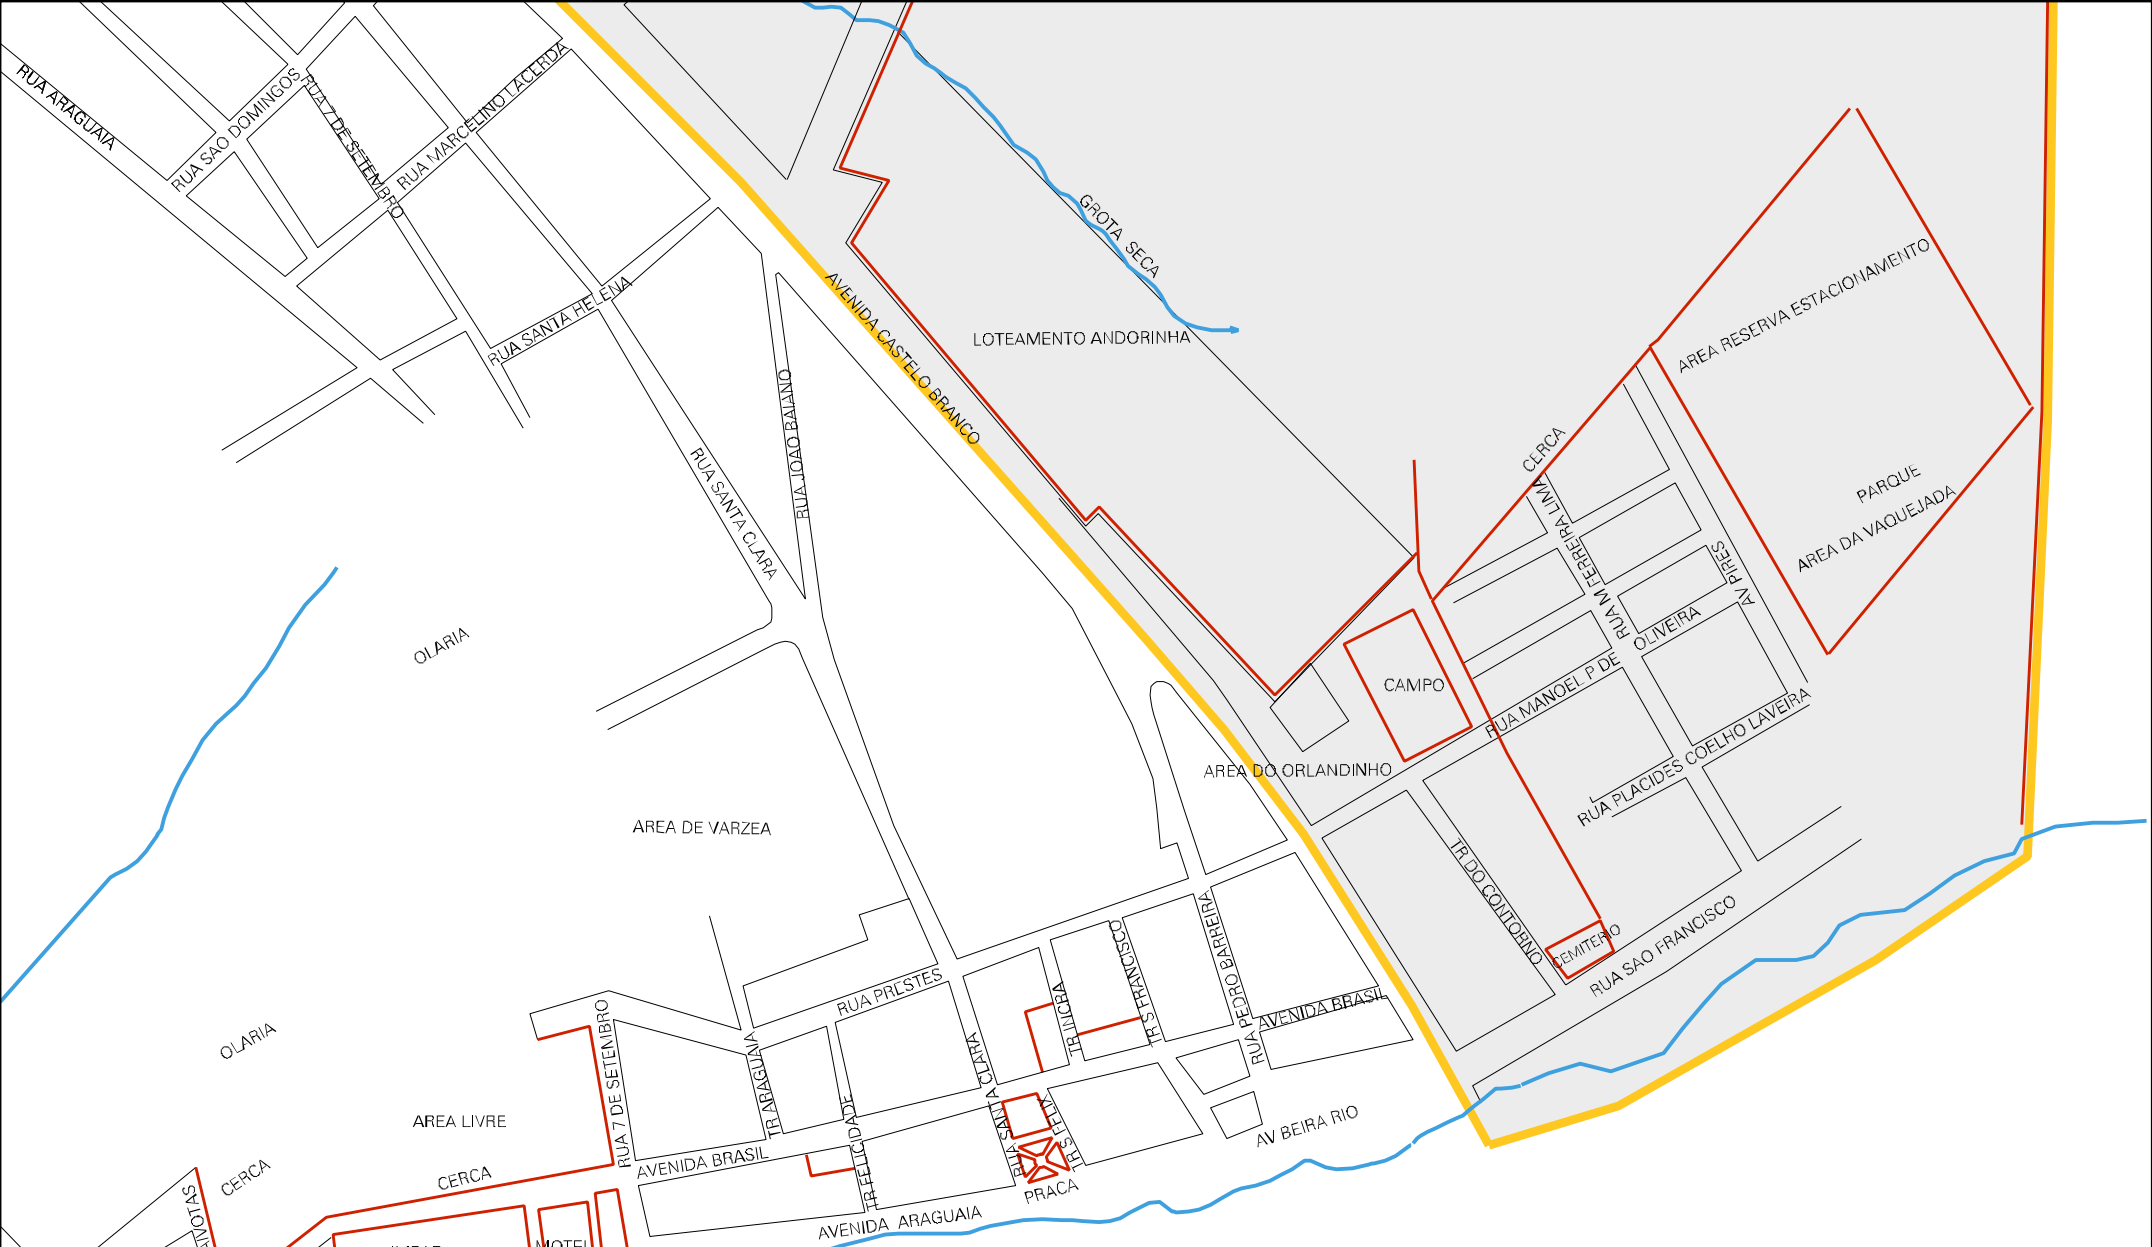 RUA ARAGUAIA
RUA SAO DOMINGOS
RUA 7 DE SETEMBRO
RUA MARCELINO LACERDA
RUA SANTA HELENA
GROTA SECA
AVENIDA CASTELO BRANCO
LOTEAMENTO ANDORINHA
AREA RESERVA ESTACIONAMENTO
RUA JOAO BAIANO
RUA SANTA CLARA
CERCA
PARQUE
AREA DA VAQUEJADA
RUA M FERREIRA LIMA
AV PIRES
OLARIA
RUA MANOEL P DE OLIVEIRA
CAMPO
RUA PLACIDES COELHO LAVEIRA
AREA DO ORLANDINHO
AREA DE VARZEA
TR DO CONTORNO
CEMITERIO
RUA SAO FRANCISCO
RUA PRESTES
TR INCRA
TR S FRANCISCO
RUA PEDRO BARREIRA
AVENIDA BRASIL
OLARIA
RUA 7 DE SETEMBRO
TR ARAGUAIA
RUA SANTA CLARA
TR S FELIX
AV BEIRA RIO
AREA LIVRE
TR FELICIDADE
AVENIDA BRASIL
CERCA
CERCA
PRACA
AVENIDA ARAGUAIA